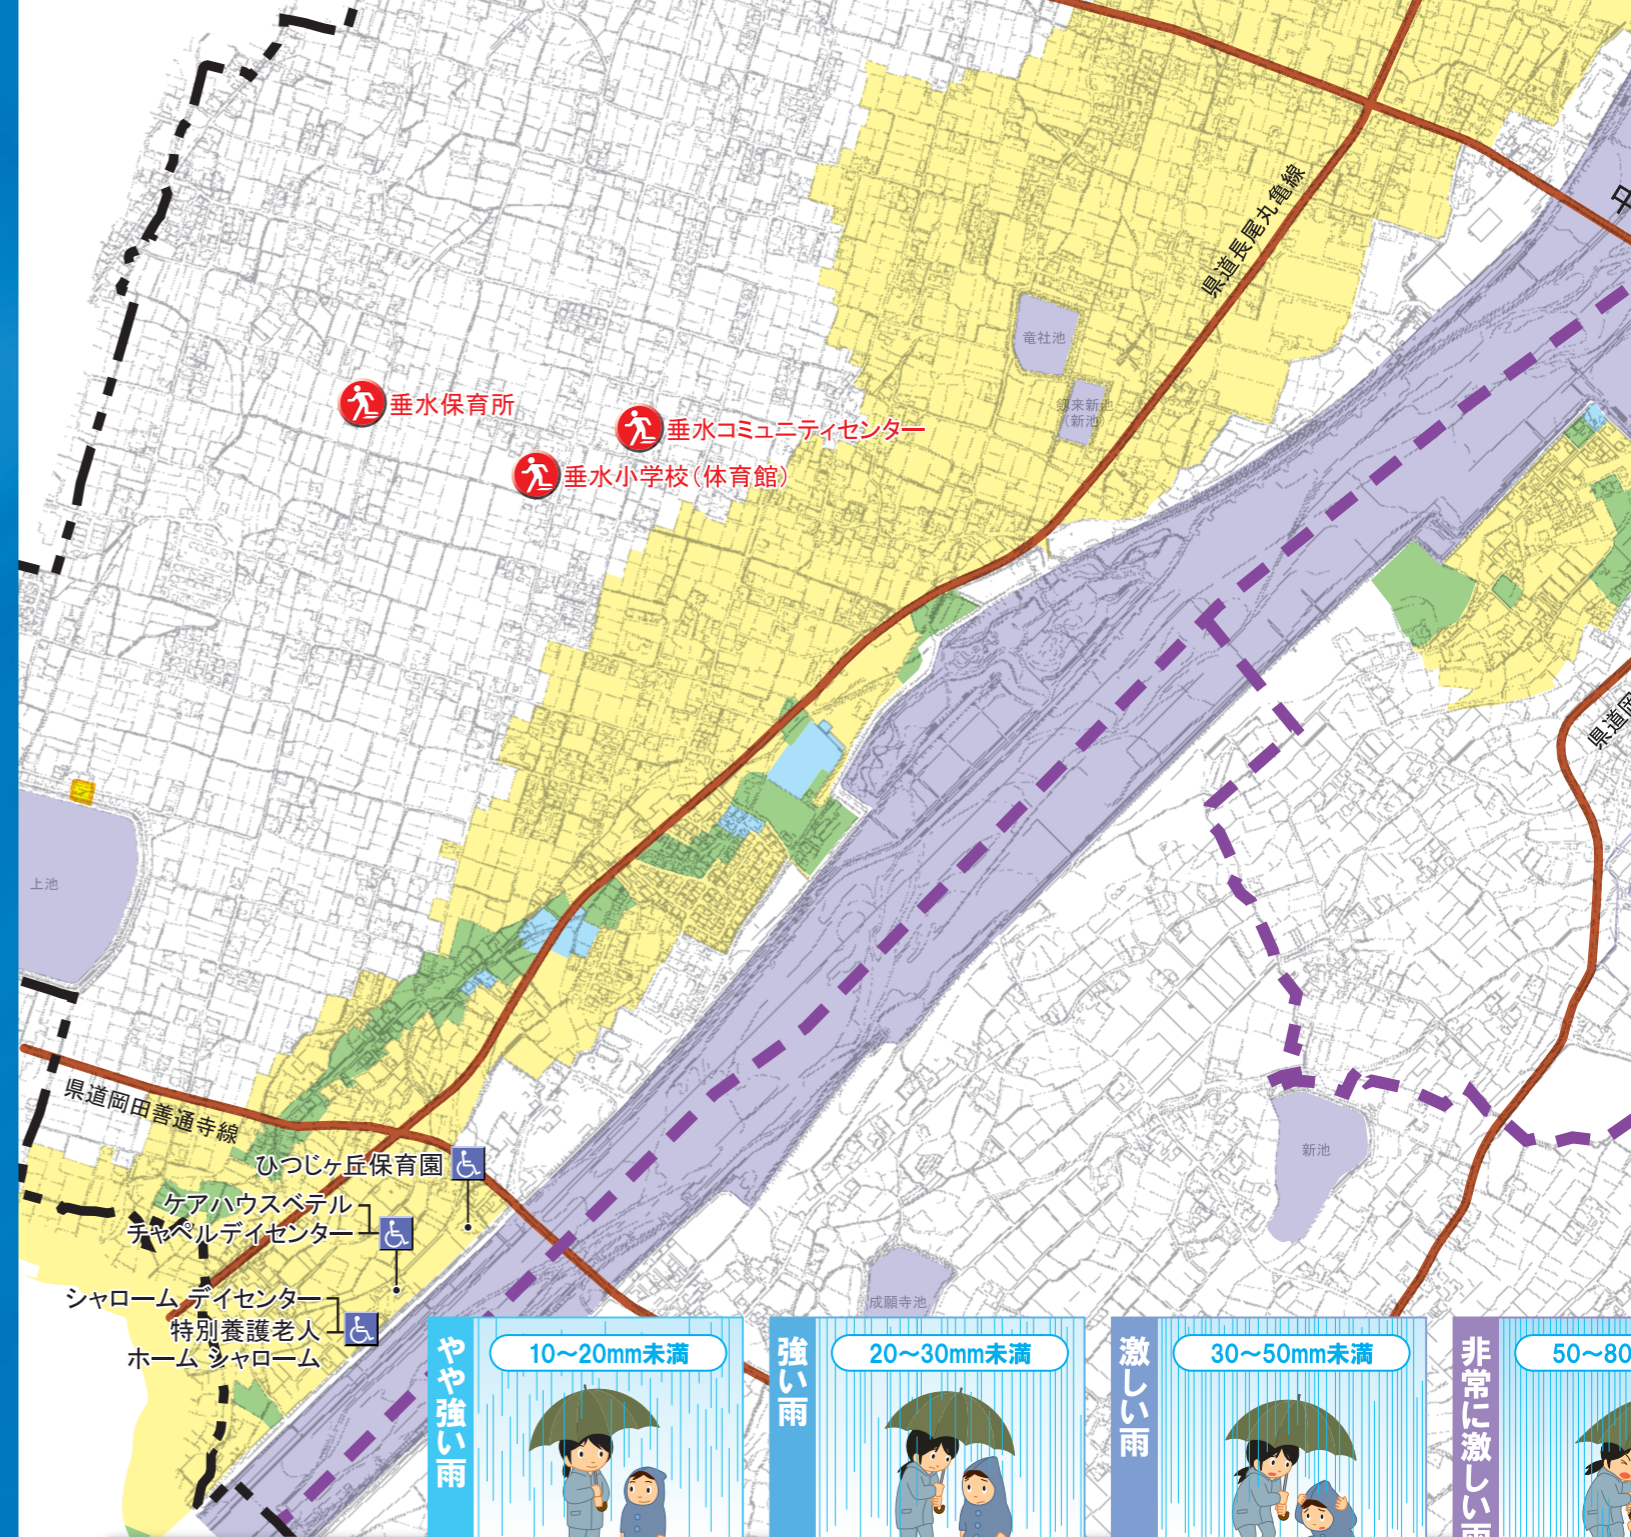 県道長尾丸亀線
竜社池
(新池)
垂水保育所
垂水コミュニティセンター
垂水小学校(体育館)
上池
県道岡田善通寺線
ひつじヶ丘保育園
ケアハウスベテル
チャペルデイセンター
シャローム デイセンター
特別養護老人
ホーム シャローム
県道岡
新池
成願寺池
やや強い雨
10〜20mm未満
強い雨
20〜30mm未満
激しい雨
30〜50mm未満
非常に激しい雨
50〜80